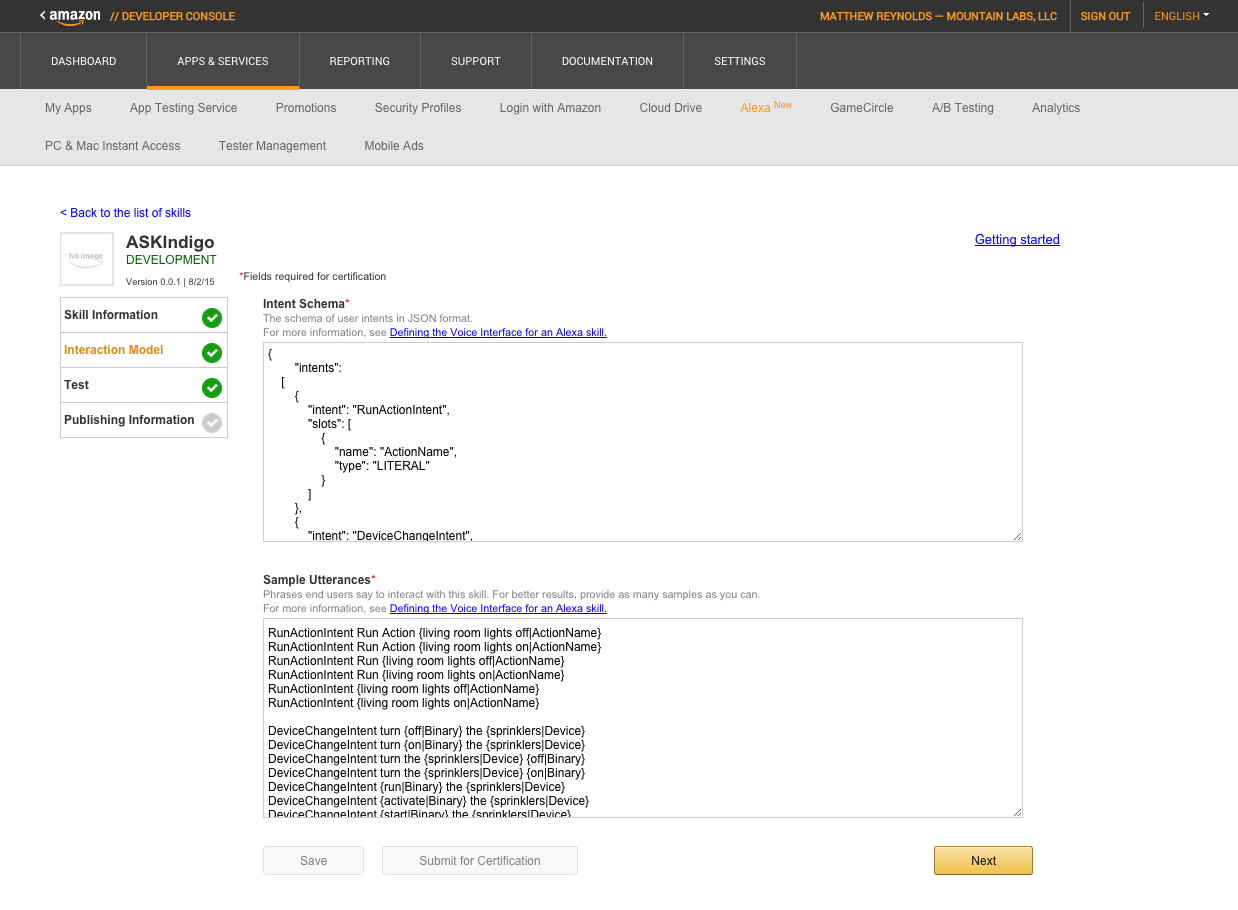 amazon // DEVELOPER CONSOLE MATTHEW REYNOLDS — MOUNTAIN LABS, LLC SIGN OUT ENGLISH
DASHBOARD APPS & SERVICES REPORTING SUPPORT DOCUMENTATION SETTINGS
My Apps App Testing Service Promotions Security Profiles Login with Amazon Cloud Drive Alexa New GameCircle A/B Testing Analytics
PC & Mac Instant Access Tester Management Mobile Ads
< Back to the list of skills
Getting started
No image
ASKIndigo
DEVELOPMENT
Version 0.0.1 | 8/2/15
*Fields required for certification
Skill Information
Interaction Model
Test
Publishing Information
Intent Schema*
The schema of user intents in JSON format.
For more information, see Defining the Voice Interface for an Alexa skill.
{
"intents":
[
{
"intent": "RunActionIntent",
"slots": [
{
"name": "ActionName",
"type": "LITERAL"
}
]
},
{
"intent": "DeviceChangeIntent",
Sample Utterances*
Phrases end users say to interact with this skill. For better results, provide as many samples as you can.
For more information, see Defining the Voice Interface for an Alexa skill.
RunActionIntent Run Action {living room lights off|ActionName}
RunActionIntent Run Action {living room lights on|ActionName}
RunActionIntent Run {living room lights off|ActionName}
RunActionIntent Run {living room lights on|ActionName}
RunActionIntent {living room lights off|ActionName}
RunActionIntent {living room lights on|ActionName}
DeviceChangeIntent turn {off|Binary} the {sprinklers|Device}
DeviceChangeIntent turn {on|Binary} the {sprinklers|Device}
DeviceChangeIntent turn the {sprinklers|Device} {off|Binary}
DeviceChangeIntent turn the {sprinklers|Device} {on|Binary}
DeviceChangeIntent {run|Binary} the {sprinklers|Device}
DeviceChangeIntent {activate|Binary} the {sprinklers|Device}
DeviceChangeIntent {start|Binary} the {sprinklers|Device}
Save Submit for Certification Next